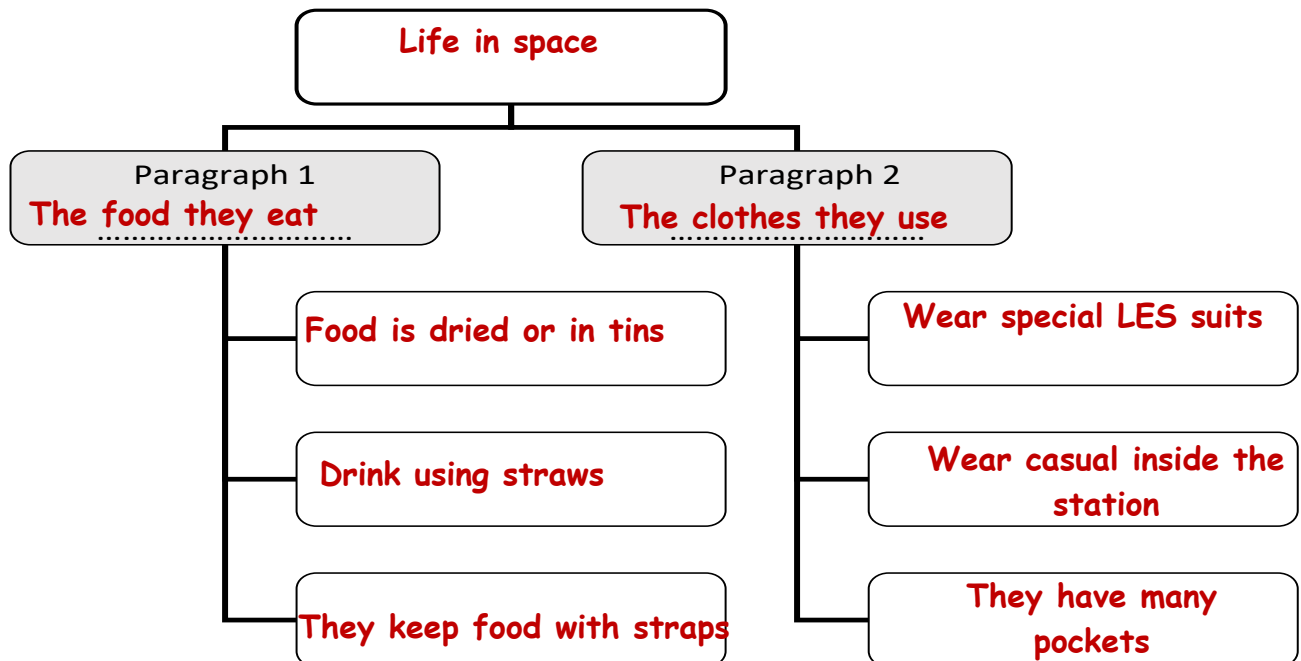 Life in space
Paragraph 1
The food they eat
Food is dried or in tins
Drink using straws
They keep food with straps
Paragraph 2
The clothes they use
Wear special LES suits
Wear casual inside the
station
They have many
pockets